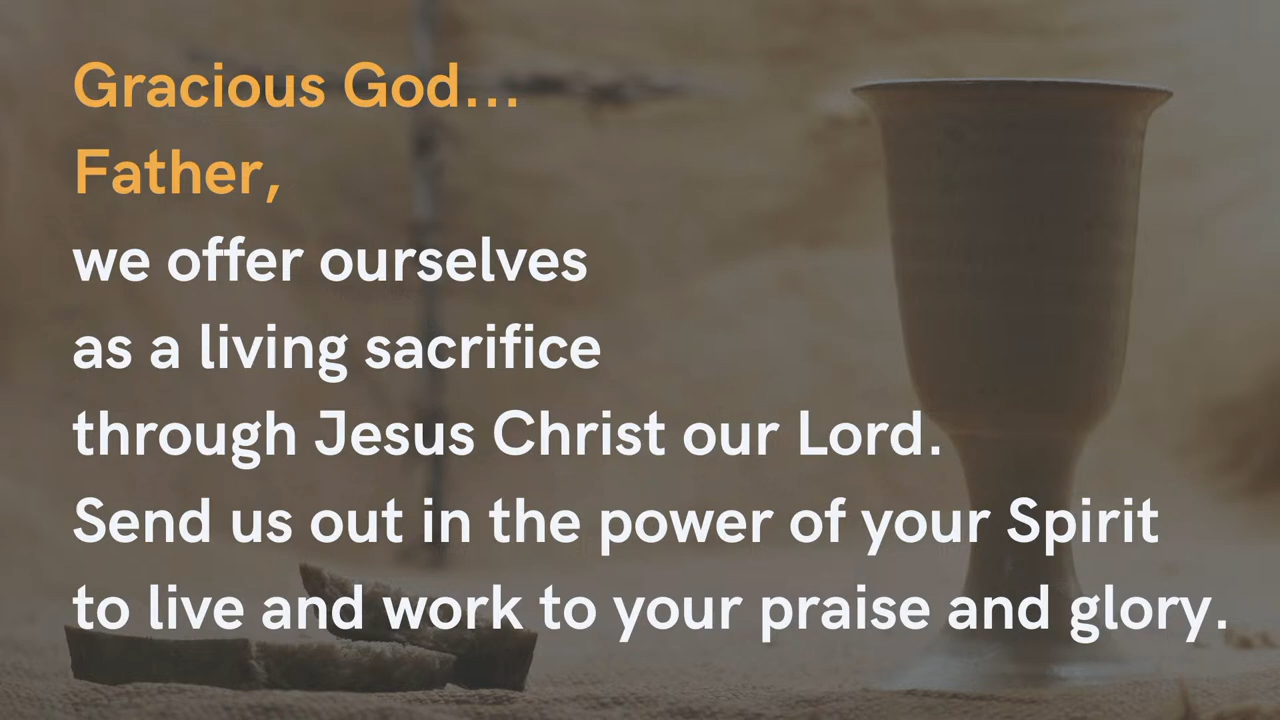 Gracious God...
Father,
we offer ourselves
as a living sacrifice
through Jesus Christ our Lord.
Send us out in the power of your Spirit
to live and work to your praise and glory.